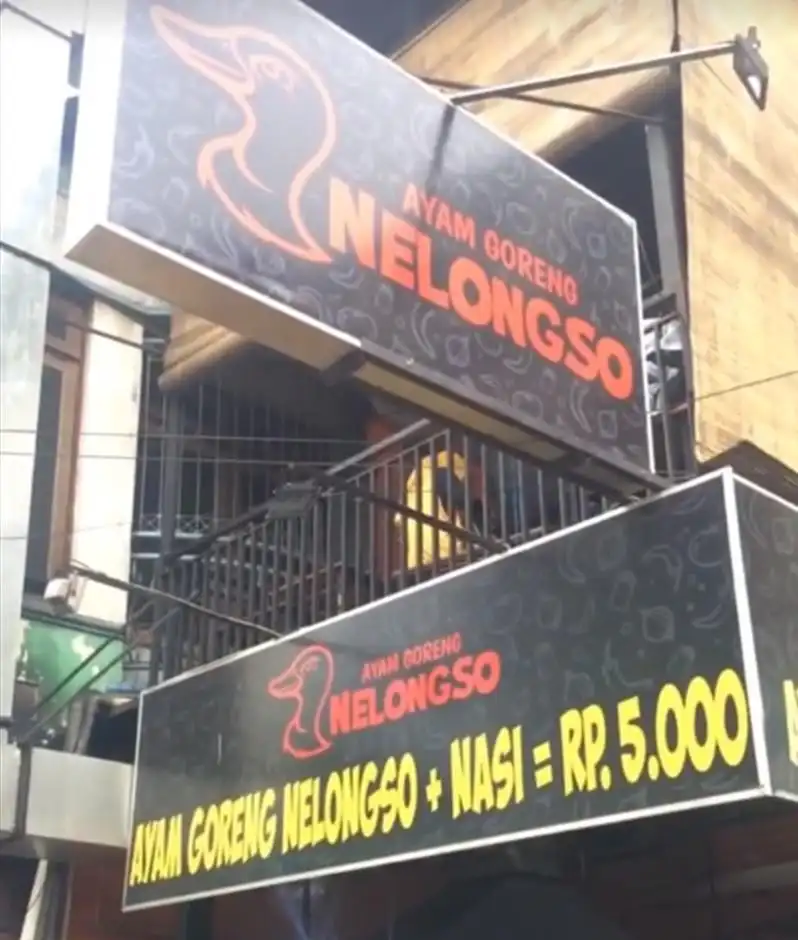 AYAM GORENG
NELONGSO
AYAM GORENG
NELONGSO
AYAM GORENG NELONGSO + NASI = RP. 5.000